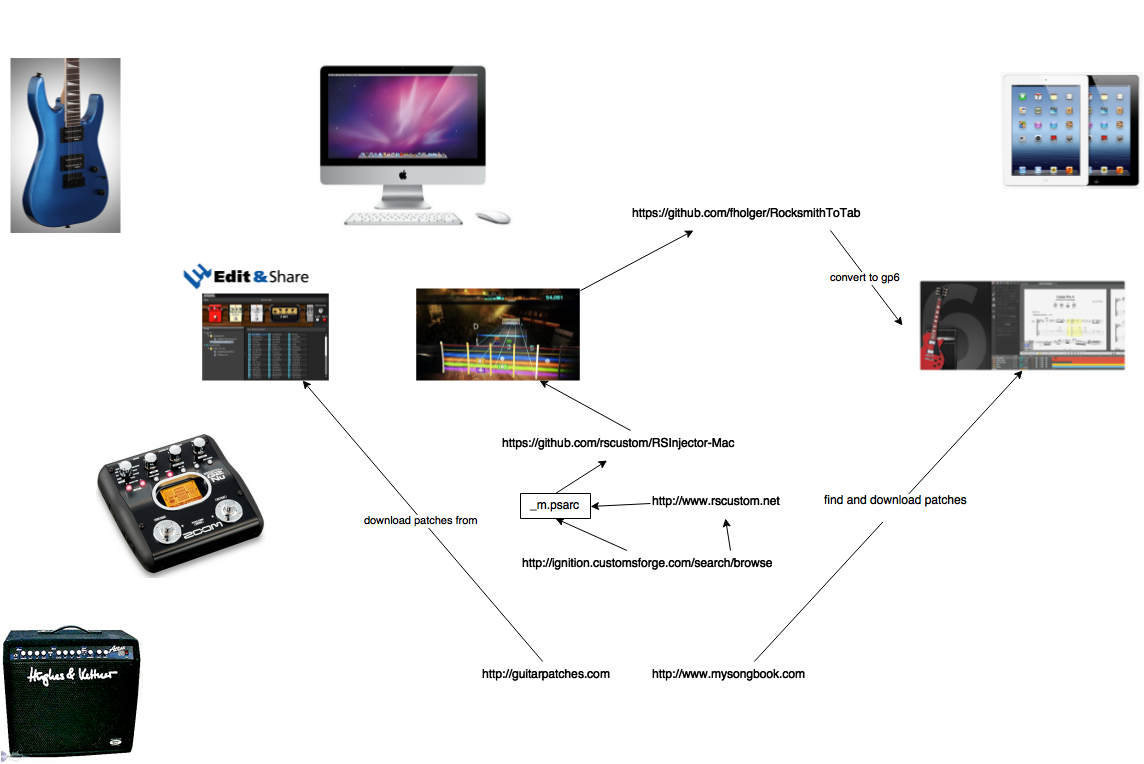 https://github.com/fholger/RocksmithToTab
Edit & Share
convert to gp6
54,081
6
https://github.com/rscustom/RSInjector-Mac
_m.psarc
http://www.rscustom.net
find and download patches
download patches from
ZOOM
http://ignition.customsforge.com/search/browse
Hughes & Kettner
http://guitarpatches.com
http://www.mysongbook.com